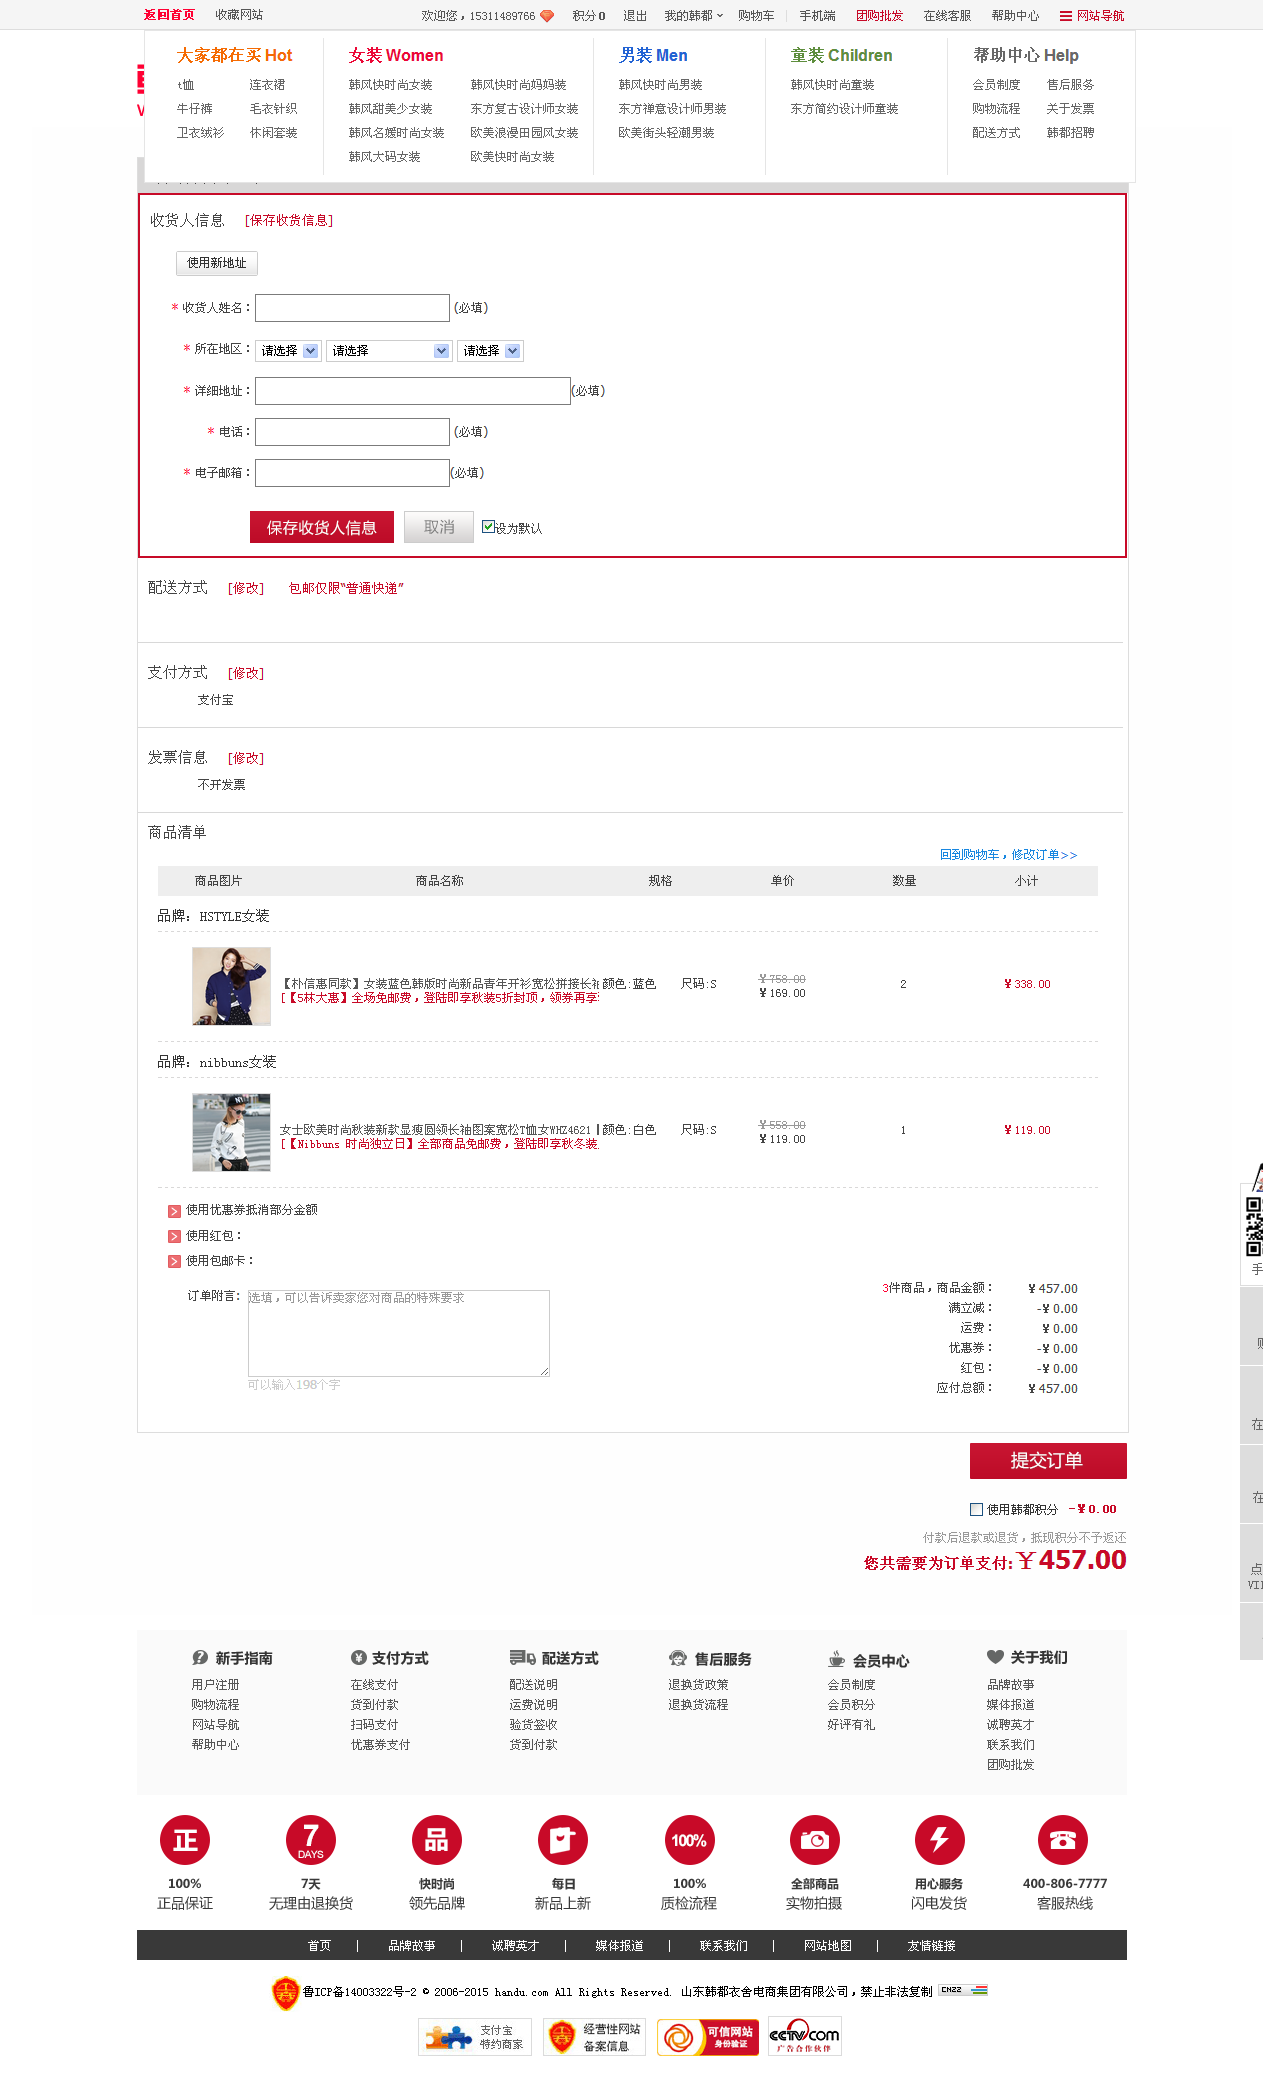 返回首页 收藏网站 欢迎您，15311489766 积分0 退出 我的韩都 购物车 手机端 团购批发 在线客服 帮助中心 网站导航
大家都在买 Hot 女装 Women 男装 Men 童装 Children 帮助中心 Help
t恤 连衣裙 韩风快时尚女装 韩风快时尚妈妈装 韩风快时尚男装 韩风快时尚童装 会员制度 售后服务
牛仔裤 毛衣针织 韩风甜美少女装 东方复古设计师女装 东方禅意设计师男装 东方简约设计师童装 购物流程 关于发票
卫衣绒衫 休闲套装 韩风名媛时尚女装 欧美浪漫田园风女装 欧美街头轻潮男装 配送方式 韩都招聘
韩风大码女装 欧美快时尚女装
收货人信息 [保存收货信息]
使用新地址
* 收货人姓名： (必填)
* 所在地区： 请选择 请选择 请选择
* 详细地址： (必填)
* 电话： (必填)
* 电子邮箱： (必填)
保存收货人信息 取消 设为默认
配送方式 [修改] 包邮仅限"普通快递"
支付方式 [修改]
支付宝
发票信息 [修改]
不开发票
商品清单
回到购物车，修改订单>>
商品图片 商品名称 规格 单价 数量 小计
品牌：HSTYLE女装
【朴信惠同款】女装蓝色韩版时尚新品青年开衫宽松拼接长 颜色:蓝色 尺码:S ¥758.00 2 ¥338.00
[【5林大惠】全场免邮费，登陆即享秋装5折封顶，领券再享 ¥169.00
品牌：nibbuns女装
女士欧美时尚秋装新款显瘦圆领长袖图案宽松T恤女WHZ4621 颜色:白色 尺码:S ¥558.00 1 ¥119.00
[【Nibbuns 时尚独立日】全部商品免邮费，登陆即享秋冬装 ¥119.00
使用优惠券抵消部分金额
使用红包：
使用包邮卡：
订单附言: 选填，可以告诉卖家您对商品的特殊要求
可以输入198个字
3件商品，商品金额： ¥457.00
满立减： -¥0.00
运费： ¥0.00
优惠券： -¥0.00
红包： -¥0.00
应付总额： ¥457.00
提交订单
使用韩都积分 -¥0.00
付款后退款或退货，抵现积分不予返还
您共需要为订单支付:¥457.00
手
在
在
点
VI
新手指南 支付方式 配送方式 售后服务 会员中心 关于我们
用户注册 在线支付 配送说明 退换货政策 会员制度 品牌故事
购物流程 货到付款 运费说明 退换货流程 会员积分 媒体报道
网站导航 扫码支付 验货签收 好评有礼 诚聘英才
帮助中心 优惠券支付 货到付款 联系我们
团购批发
正 7 DAYS 品 100%
100% 7天 快时尚 每日 100% 全部商品 用心服务 400-806-7777
正品保证 无理由退换货 领先品牌 新品上新 质检流程 实物拍摄 闪电发货 客服热线
首页 | 品牌故事 | 诚聘英才 | 媒体报道 | 联系我们 | 网站地图 | 友情链接
鲁ICP备14003322号-2 © 2006-2015 handu.com All Rights Reserved. 山东韩都衣舍电商集团有限公司，禁止非法复制 CNZZ
支付宝 特约商家 经营性网站 备案信息 可信网站 身份验证 CCTV.com 广告合作伙伴